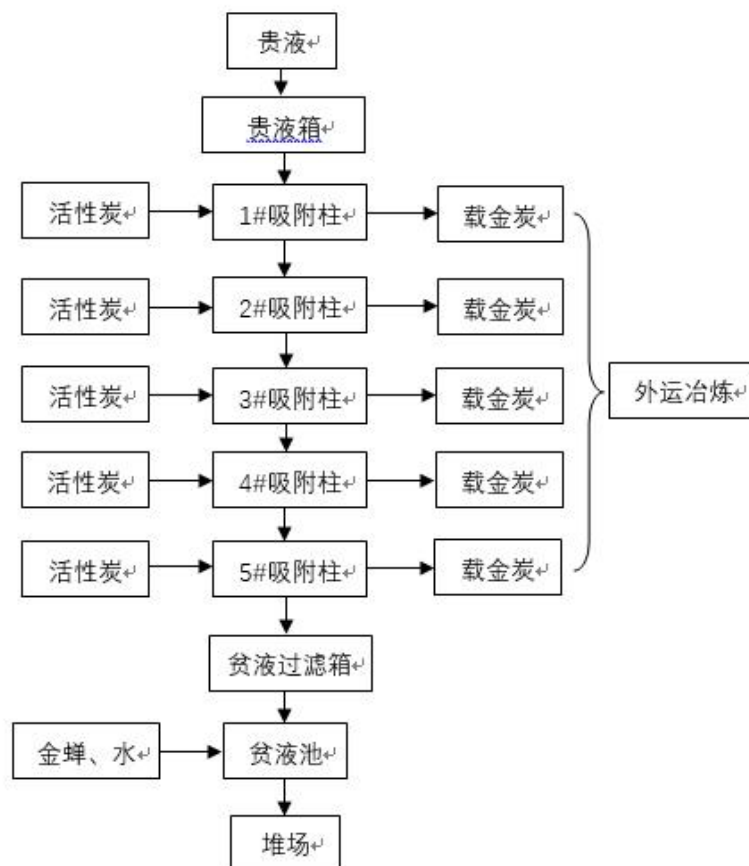 贵液
贵液箱
活性炭
1#吸附柱
载金炭
活性炭
2#吸附柱
载金炭
活性炭
3#吸附柱
载金炭
外运冶炼
活性炭
4#吸附柱
载金炭
活性炭
5#吸附柱
载金炭
贫液过滤箱
金蝉、水
贫液池
堆场